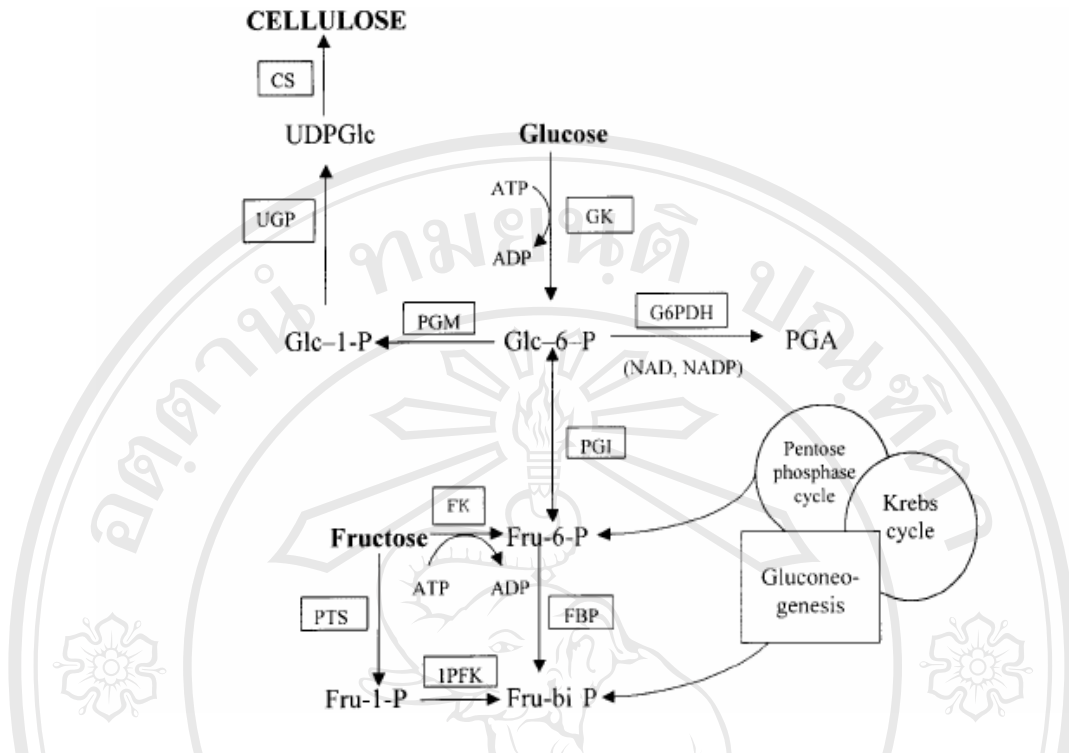 CELLULOSE
CS
UDPGlc
Glucose
ATP
UGP
GK
ADP
PGM
G6PDH
Glc–1-P
Glc–6–P
PGA
(NAD, NADP)
PGI
Pentose
phosphase
cycle
Krebs
cycle
FK
Fructose
Fru-6-P
ATP
ADP
Gluconeo-
genesis
PTS
FBP
1PFK
Fru-1-P
Fru-bi P